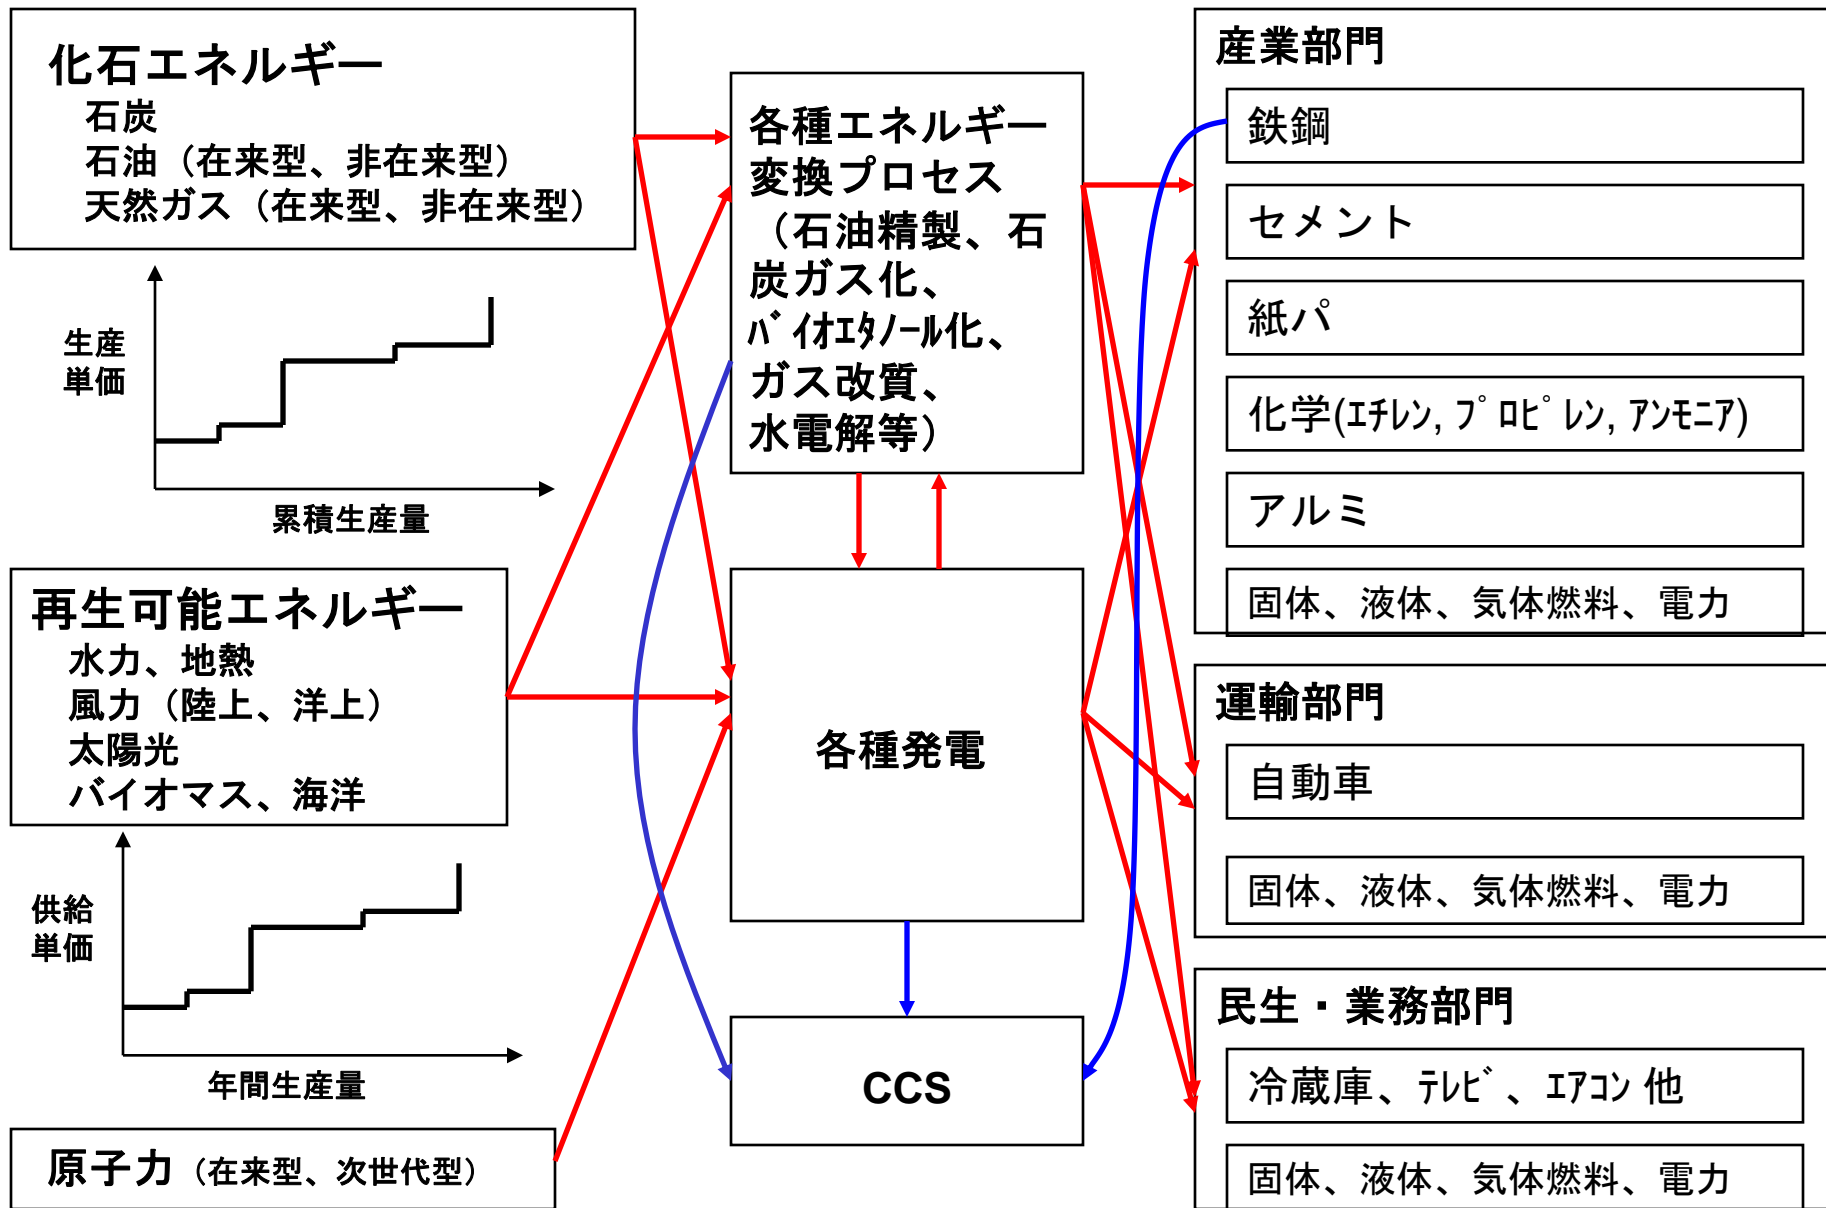 化石エネルギー
石炭
石油（在来型、非在来型）
天然ガス（在来型、非在来型）
生産
単価
累積生産量
再生可能エネルギー
水力、地熱
風力（陸上、洋上）
太陽光
バイオマス、海洋
供給
単価
年間生産量
原子力（在来型、次世代型）
各種エネルギー
変換プロセス
（石油精製、石
炭ガス化、
ﾊﾞｲｵｴﾀﾉｰﾙ化、
ガス改質、
水電解等）
各種発電
CCS
産業部門
鉄鋼
セメント
紙パ
化学(ｴﾁﾚﾝ, ﾌﾟﾛﾋﾟﾚﾝ, ｱﾝﾓﾆｱ)
アルミ
固体、液体、気体燃料、電力
運輸部門
自動車
固体、液体、気体燃料、電力
民生・業務部門
冷蔵庫、ﾃﾚﾋﾞ、ｴｱｺﾝ他
固体、液体、気体燃料、電力